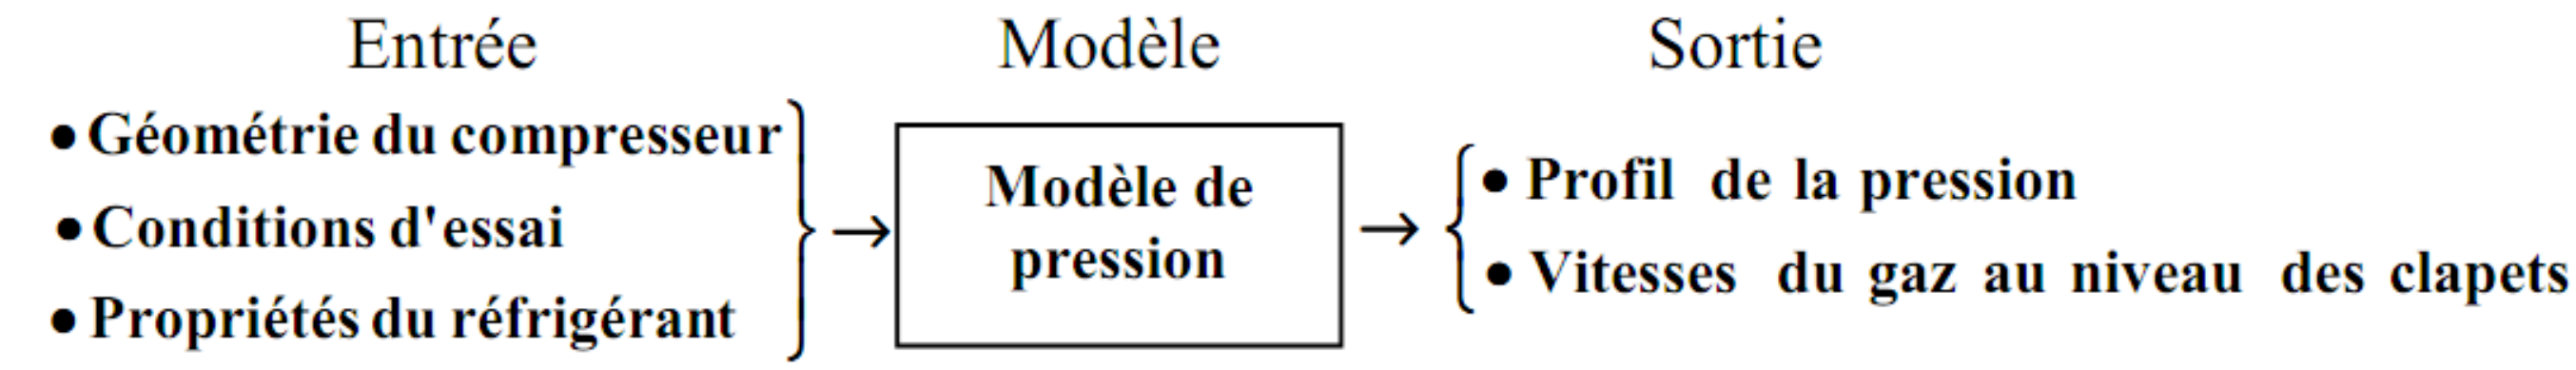 Entrée
Modèle
Sortie
• Géométrie du compresseur
• Conditions d'essai
• Propriétés du réfrigérant
→
Modèle de
pression
→
• Profil de la pression
• Vitesses du gaz au niveau des clapets